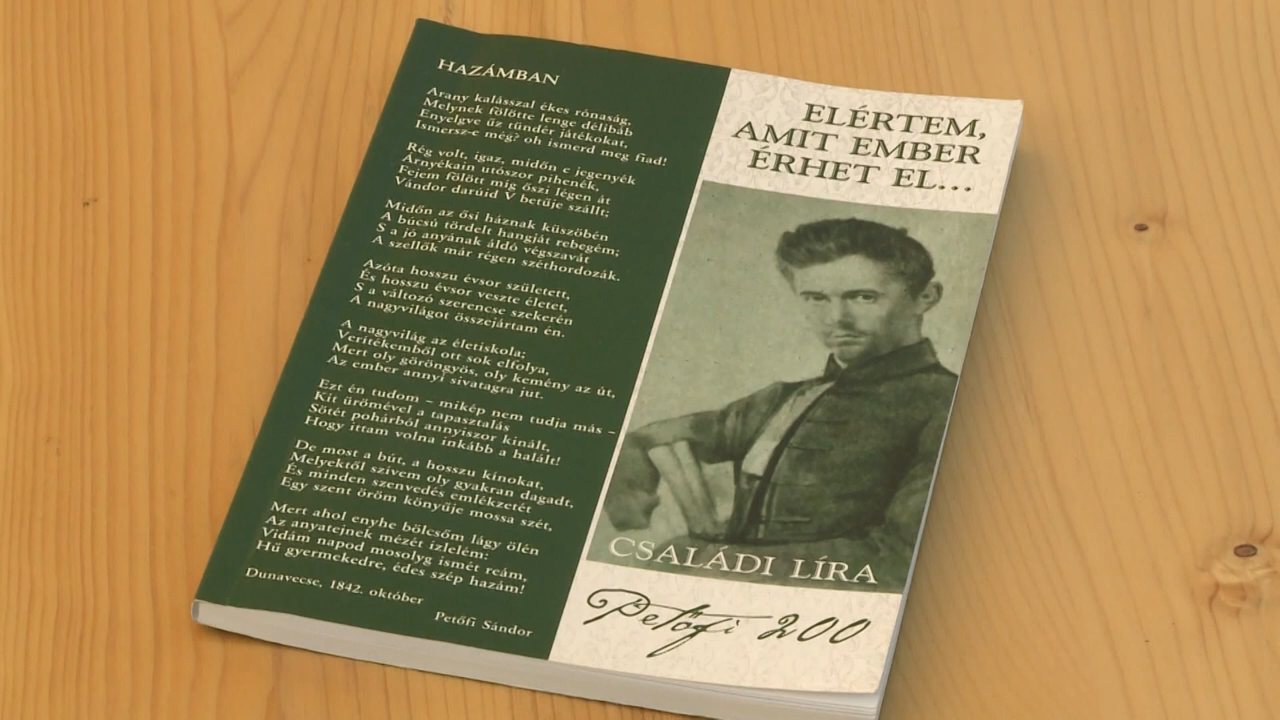 HAZÁMBAN
Arany kalásszal ékes rónaság,
Melynek fölötte lenge délibáb
Enyelgve űz tündér játékokat,
Ismersz-e még? oh ismerd meg fiad!
Rég volt, igaz, midőn e jegenyék
Árnyékain utószor pihenék,
Fejem fölött míg őszi légen át
Vándor darúid V betűje szállt;
Midőn az ősi háznak küszöbén
A búcsú tördelt hangját rebegém;
S a jó anyának áldó végszavát
A szellők már régen széthordozák.
Azóta hosszu évsor született,
És hosszu évsor veszte életet,
S a változó szerencse szekerén
A nagyvilágot összejártam én.
A nagyvilág az életiskola;
Verítékemből ott sok elfolya,
Mert oly göröngyös, oly kemény az út,
Az ember annyi sivatagra jut.
Ezt én tudom – mikép nem tudja más –
Kit ürömével a tapasztalás
Sötét pohárból annyiszor kínált,
Hogy ittam volna inkább a halált!
De most a bút, a hosszu kínokat,
Melyektől szívem oly gyakran dagadt,
És minden szenvedés emlékzetét
Egy szent öröm könyűje mossa szét,
Mert ahol enyhe bölcsőm lágy ölén
Az anyatejnek mézét ízlelém:
Vidám napod mosolyg ismét reám,
Hű gyermekedre, édes szép hazám!
Dunavecse, 1842. október
Petőfi Sándor
ELÉRTEM,
AMIT EMBER
ÉRHET EL...
CSALÁDI LÍRA
Petőfi 200